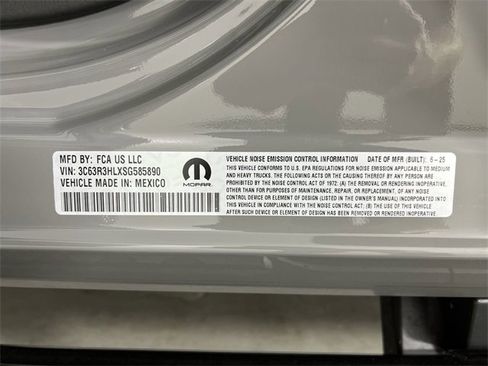 MFD BY: FCA US LLC
VIN: 3C63R3HLXSG585890
VEHICLE MADE IN: MEXICO
MOPAR
VEHICLE NOISE EMISSION CONTROL INFORMATION DATE OF MFR (BUILT): 6-25
THIS VEHICLE CONFORMS TO U.S. EPA REGULATIONS FOR NOISE EMISSION APPLICABLE TO MEDIUM
AND HEAVY TRUCKS. THE FOLLOWING ACTS OR THE CAUSING THEREOF BY ANY PERSON ARE
PROHIBITED BY THE NOISE CONTROL ACT OF 1972: (A) THE REMOVAL OR RENDERING INOPERATIVE,
OTHER THAN FOR PURPOSES OF MAINTENANCE, REPAIR, OR REPLACEMENT, OF ANY NOISE
CONTROL DEVICE OR ELEMENT OF DESIGN (LISTED IN THE OWNER'S MANUAL) INCORPORATED INTO
THIS VEHICLE IN COMPLIANCE WITH THE NOISE CONTROL ACT; (B) THE USE OF THIS VEHICLE
AFTER SUCH DEVICE OR ELEMENT OF DESIGN HAS BEEN REMOVED OR RENDERED INOPERATIVE.